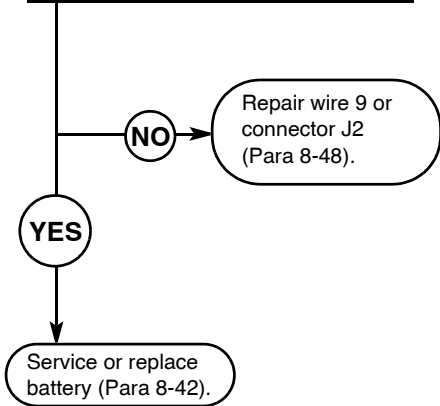 NO
Repair wire 9 or
connector J2
(Para 8-48).
YES
Service or replace
battery (Para 8-42).